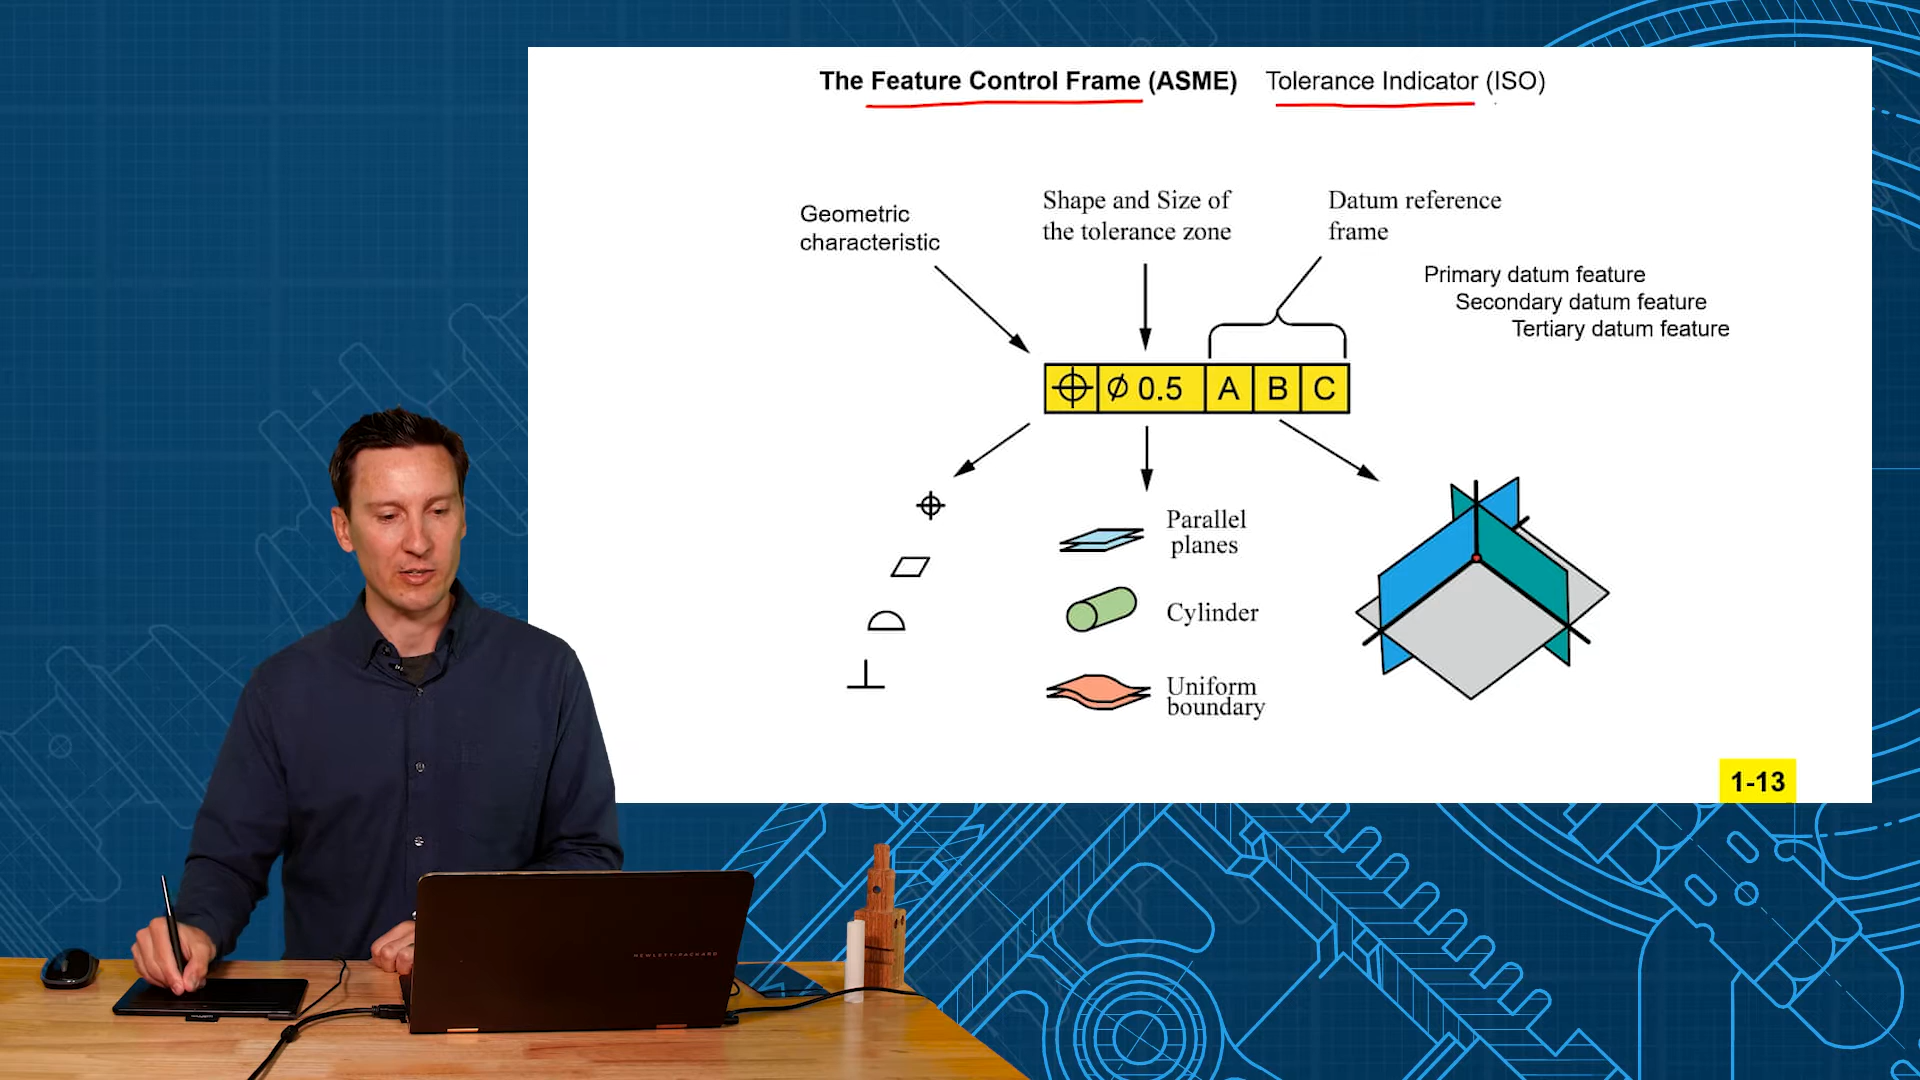 The Feature Control Frame (ASME) Tolerance Indicator (ISO)
Geometric
characteristic
Shape and Size of
the tolerance zone
Datum reference
frame
Primary datum feature
Secondary datum feature
Tertiary datum feature
⌖ ⌀ 0.5 A B C
Parallel
planes
Cylinder
Uniform
boundary
1-13
HEWLETT-PACKARD